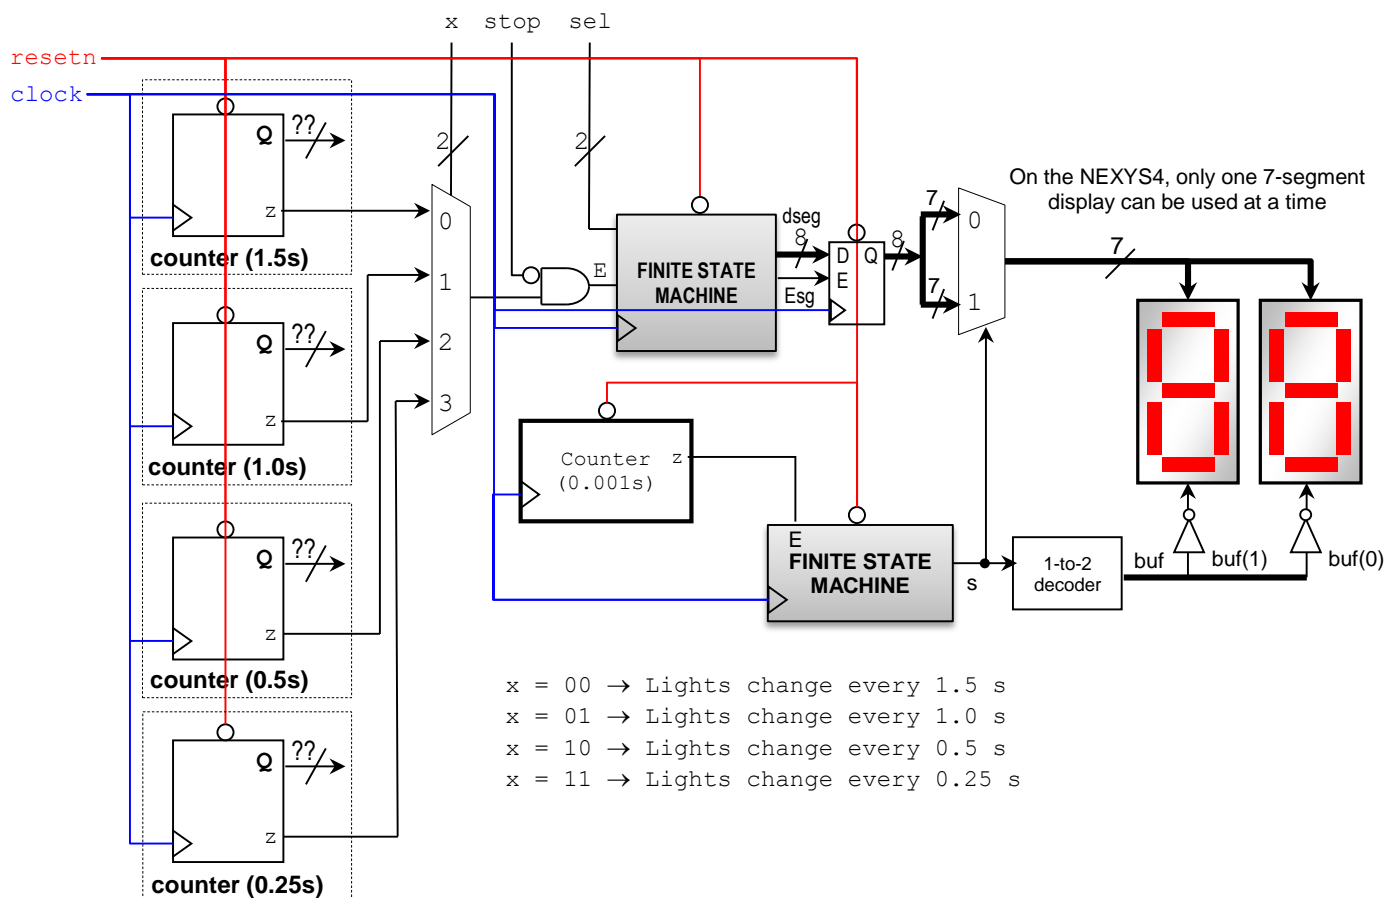 x stop sel
resetn
clock
Q ??
z
counter (1.5s)
Q ??
z
counter (1.0s)
Q ??
z
counter (0.5s)
Q ??
z
counter (0.25s)
2
2
0
1
2
3
E
FINITE STATE
MACHINE
dseg
8
Esg
D Q
E
8
7
7
0
1
On the NEXYS4, only one 7-segment
display can be used at a time
7
Counter z
(0.001s)
E
FINITE STATE
MACHINE
s
1-to-2
decoder
buf
buf(1)
buf(0)
x = 00 → Lights change every 1.5 s
x = 01 → Lights change every 1.0 s
x = 10 → Lights change every 0.5 s
x = 11 → Lights change every 0.25 s